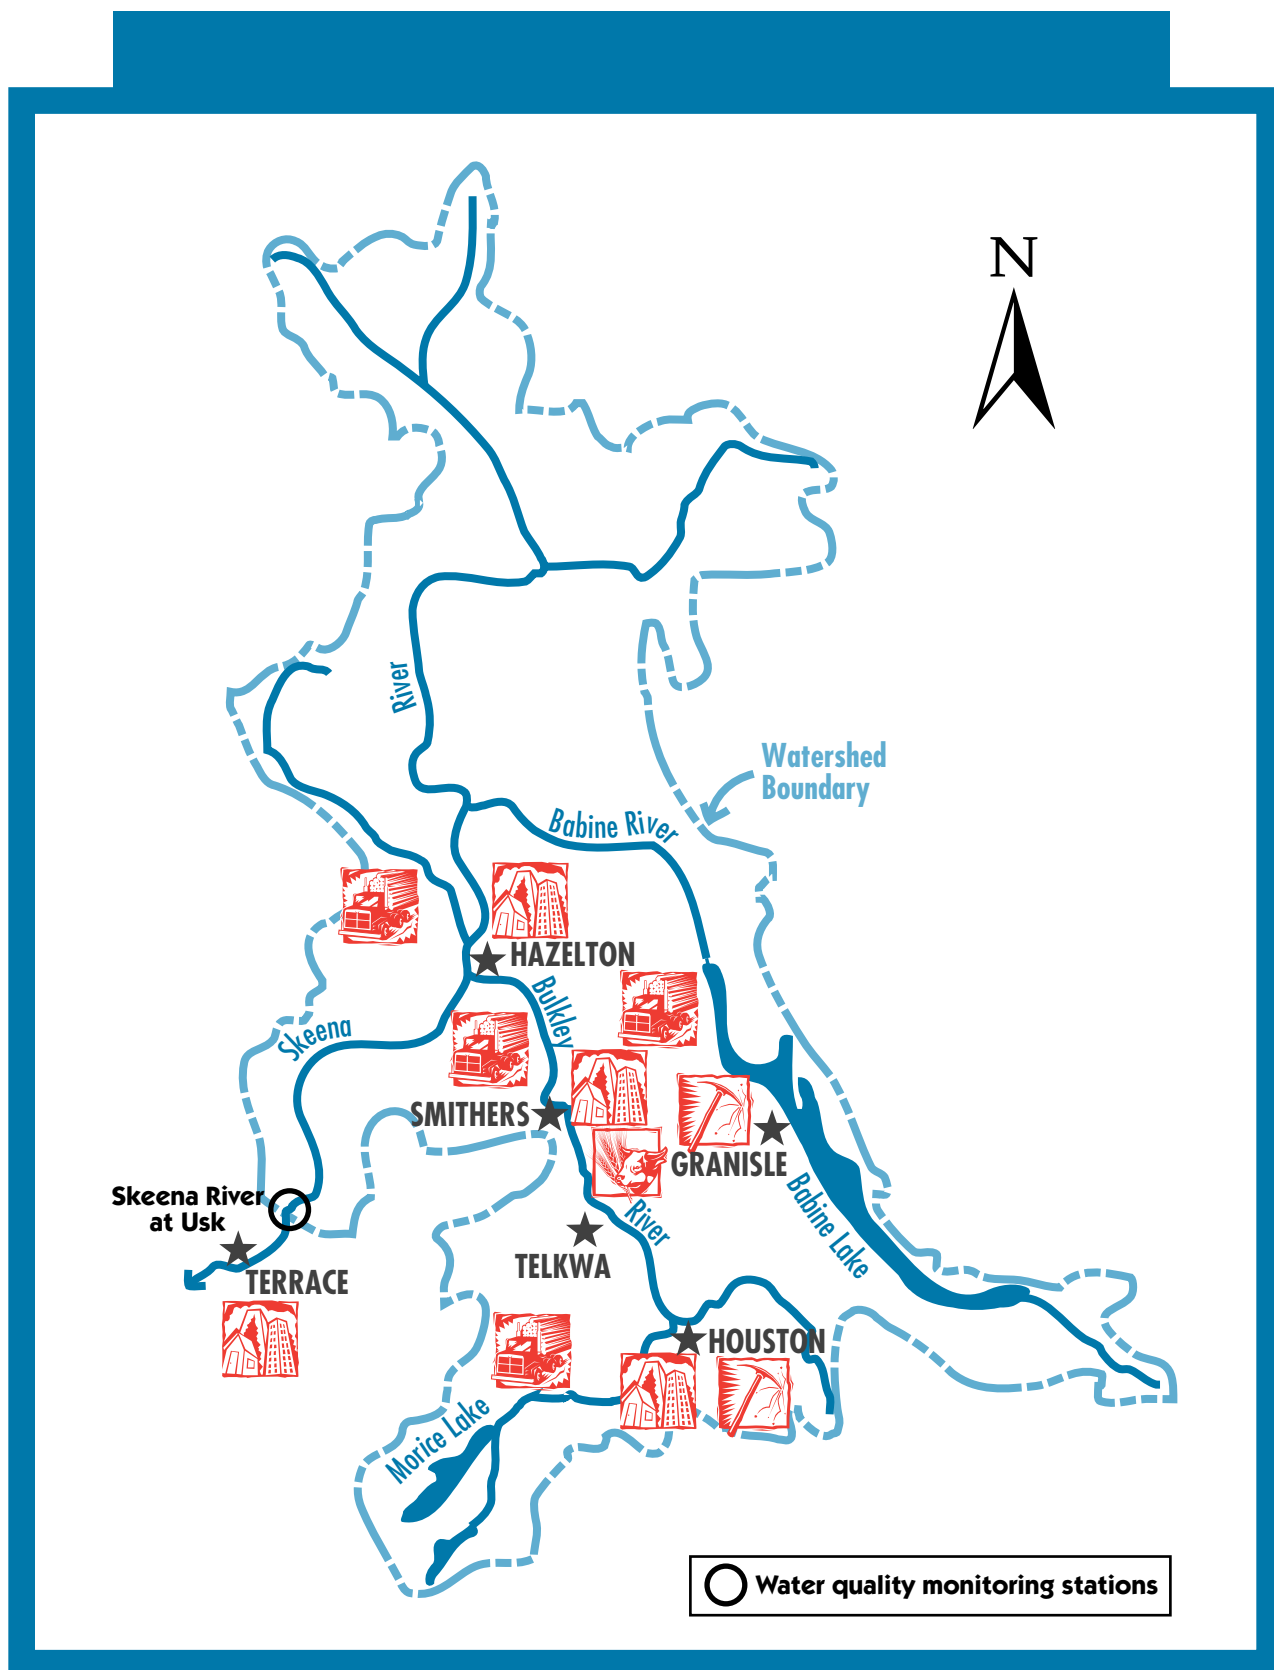 N
River
Watershed
Boundary
Babine River
HAZELTON
Bulkley
Skeena
SMITHERS
GRANISLE
Skeena River
at Usk
Babine Lake
River
TELKWA
TERRACE
HOUSTON
Morice Lake
Water quality monitoring stations